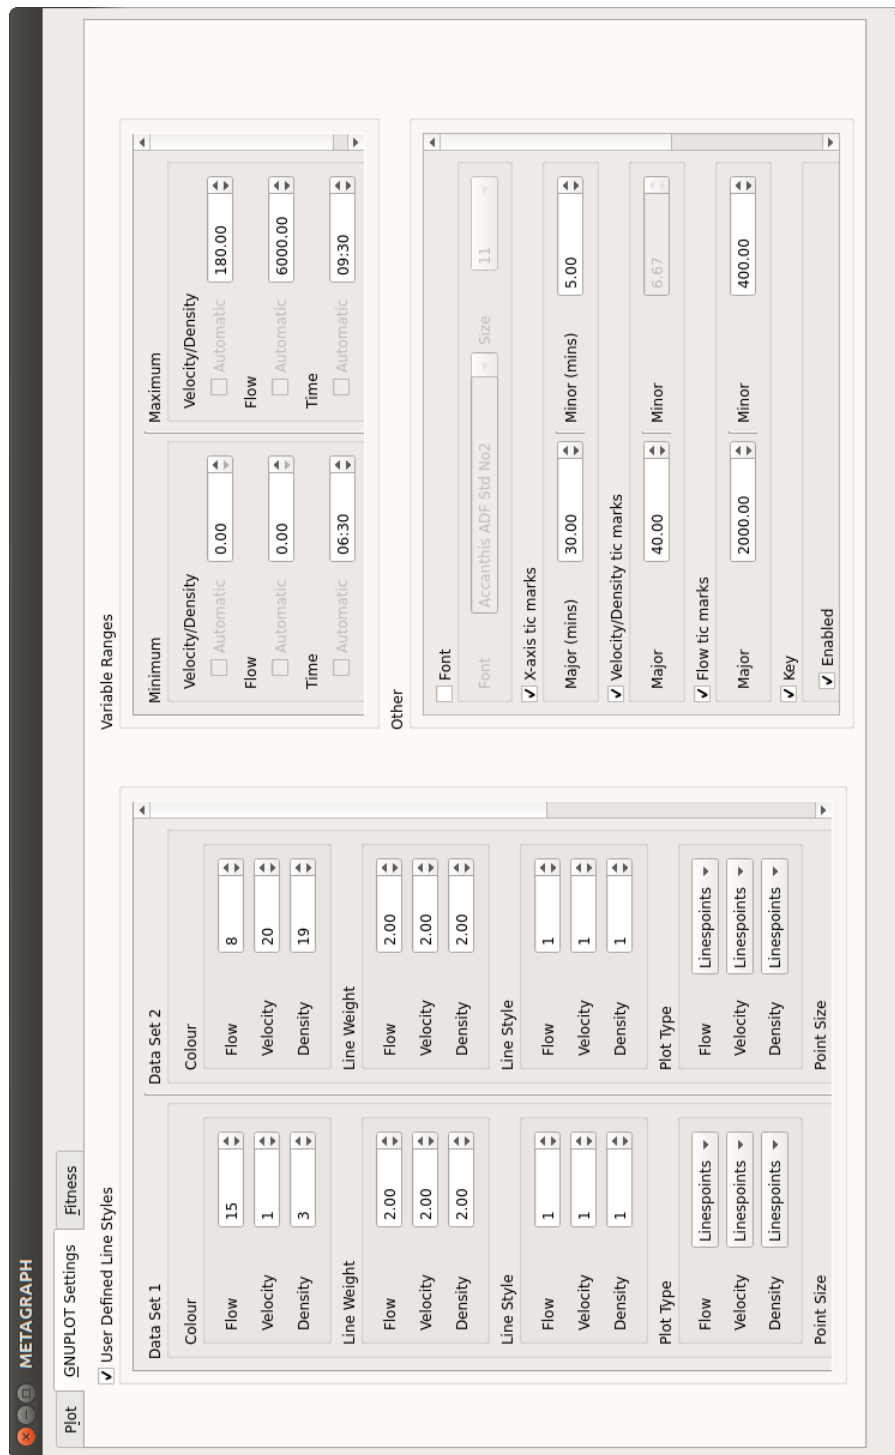 METAGRAPH
Plot GNUPLOT Settings Fitness
User Defined Line Styles
Data Set 1
Colour
Flow 15
Velocity 1
Density 3
Line Weight
Flow 2.00
Velocity 2.00
Density 2.00
Line Style
Flow 1
Velocity 1
Density 1
Plot Type
Flow Linespoints
Velocity Linespoints
Density Linespoints
Point Size
Data Set 2
Colour
Flow 8
Velocity 20
Density 19
Line Weight
Flow 2.00
Velocity 2.00
Density 2.00
Line Style
Flow 1
Velocity 1
Density 1
Plot Type
Flow Linespoints
Velocity Linespoints
Density Linespoints
Point Size
Variable Ranges
Minimum
Velocity/Density
Automatic 0.00
Flow
Automatic 0.00
Time
Automatic 06:30
Maximum
Velocity/Density
Automatic 180.00
Flow
Automatic 6000.00
Time
Automatic 09:30
Other
Font
Font Accanthis ADF Std No2 Size 11
X-axis tic marks
Major (mins) 30.00 Minor (mins) 5.00
Velocity/Density tic marks
Major 40.00 Minor 6.67
Flow tic marks
Major 2000.00 Minor 400.00
Key
Enabled